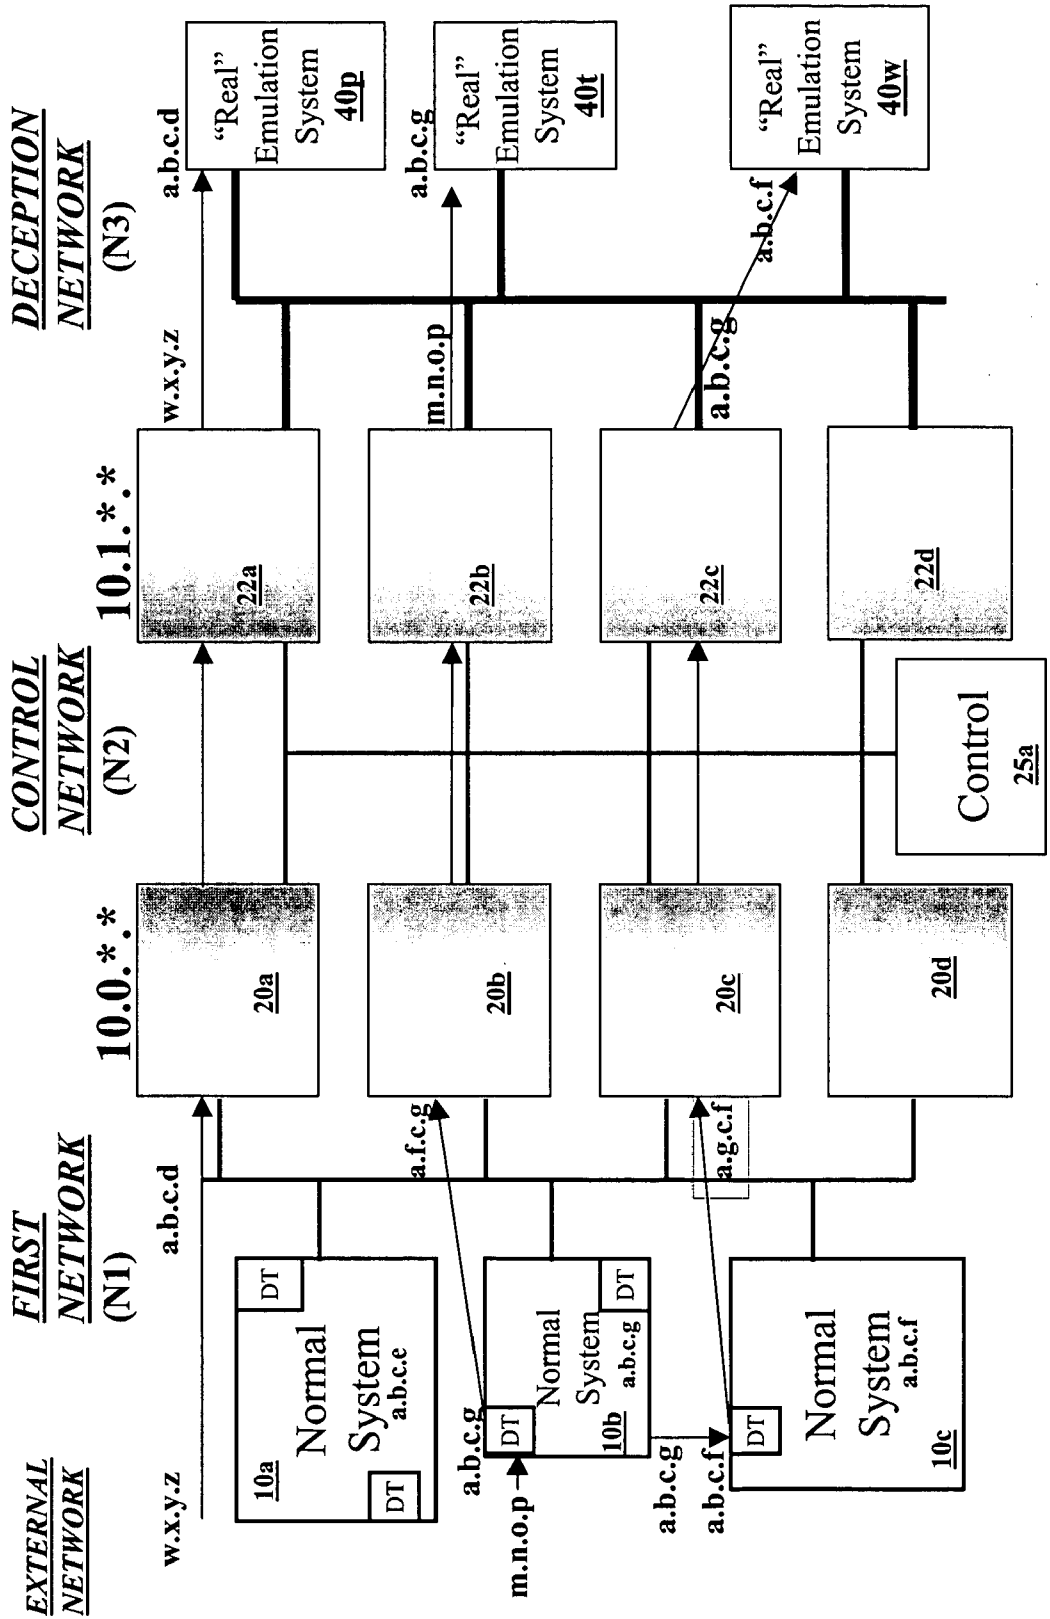 EXTERNAL
NETWORK
FIRST
NETWORK
(N1)
CONTROL
NETWORK
(N2)
DECEPTION
NETWORK
(N3)
10.0.*.*
10.1.*.*
w.x.y.z
a.b.c.d
w.x.y.z
a.b.c.d
10a
Normal
System
a.b.c.e
DT
DT
20a
22a
"Real"
Emulation
System
40p
a.b.c.g
m.n.o.p
DT
Normal
System
a.b.c.g
10b
DT
a.f.c.g
20b
22b
m.n.o.p
a.b.c.g
"Real"
Emulation
System
40t
a.b.c.g
a.b.c.f
DT
Normal
System
a.b.c.f
10c
a.g.c.f
20c
22c
a.b.c.g
a.b.c.f
"Real"
Emulation
System
40w
20d
22d
Control
25a